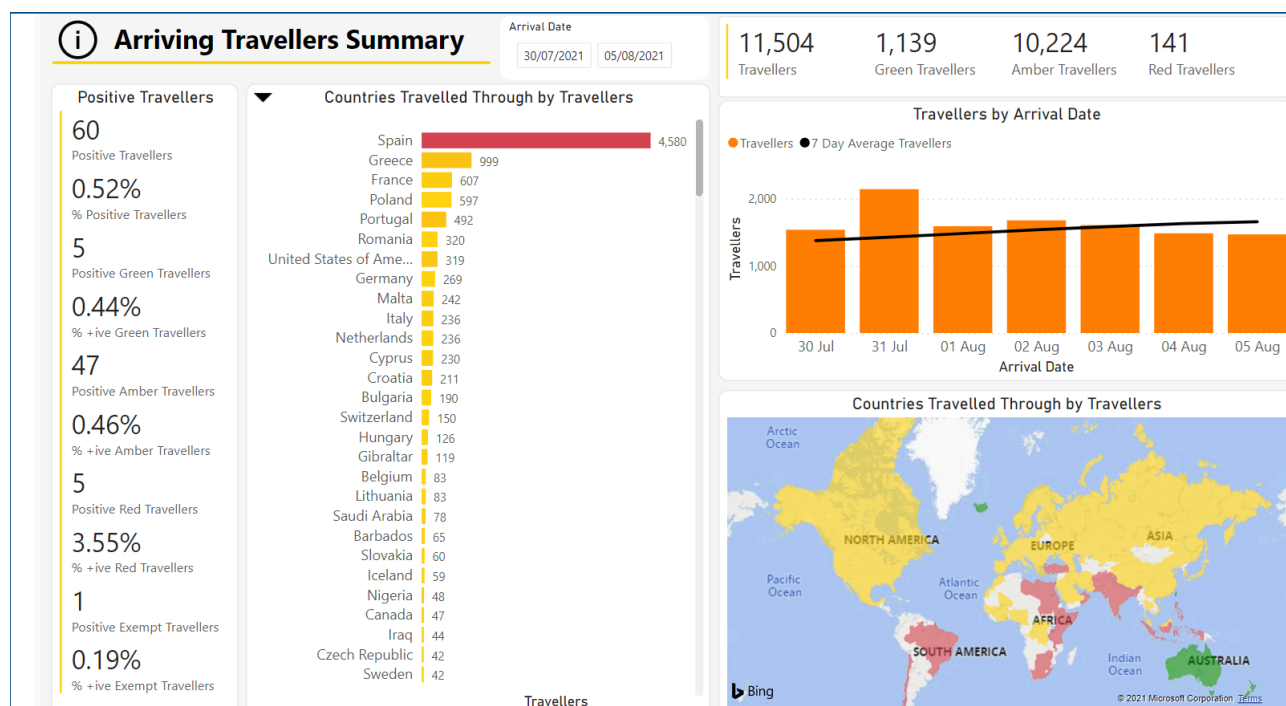 Arriving Travellers Summary
Arrival Date
30/07/2021 05/08/2021
11,504 1,139 10,224 141
Travellers Green Travellers Amber Travellers Red Travellers
Positive Travellers
60
Positive Travellers
0.52%
% Positive Travellers
5
Positive Green Travellers
0.44%
% +ive Green Travellers
47
Positive Amber Travellers
0.46%
% +ive Amber Travellers
5
Positive Red Travellers
3.55%
% +ive Red Travellers
1
Positive Exempt Travellers
0.19%
% +ive Exempt Travellers
Countries Travelled Through by Travellers
Spain 4,580
Greece 999
France 607
Poland 597
Portugal 492
Romania 320
United States of Ame... 319
Germany 269
Malta 242
Italy 236
Netherlands 236
Cyprus 230
Croatia 211
Bulgaria 190
Switzerland 150
Hungary 126
Gibraltar 119
Belgium 83
Lithuania 83
Saudi Arabia 78
Barbados 65
Slovakia 60
Iceland 59
Nigeria 48
Canada 47
Iraq 44
Czech Republic 42
Sweden 42
Travellers
Travellers by Arrival Date
Travellers 7 Day Average Travellers
Travellers
2,000
1,000
0
30 Jul 31 Jul 01 Aug 02 Aug 03 Aug 04 Aug 05 Aug
Arrival Date
Countries Travelled Through by Travellers
Arctic
Ocean
NORTH AMERICA
EUROPE
ASIA
Pacific
Ocean
Atlantic
Ocean
AFRICA
SOUTH AMERICA
Indian
Ocean
AUSTRALIA
Bing
© 2021 Microsoft Corporation Terms